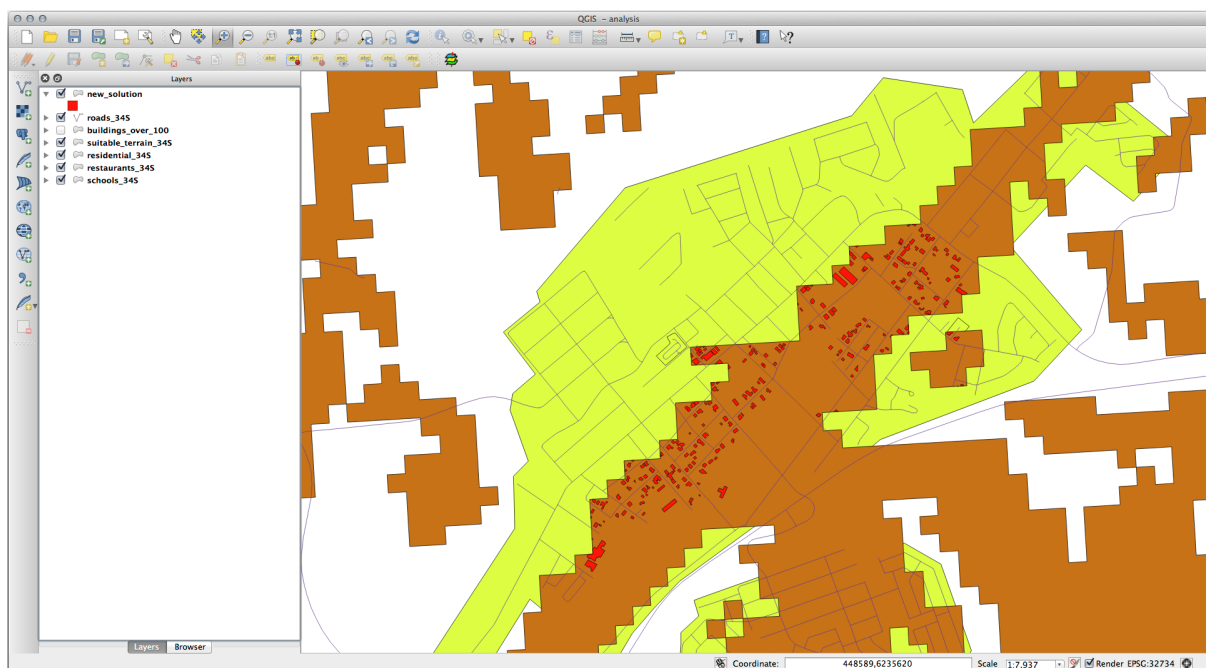 QGIS - analysis
Layers
new_solution
roads_34S
buildings_over_100
suitable_terrain_34S
residential_34S
restaurants_34S
schools_34S
Layers
Browser
Coordinate: 448589,6235620 Scale 1:7.937 Render EPSG:32734